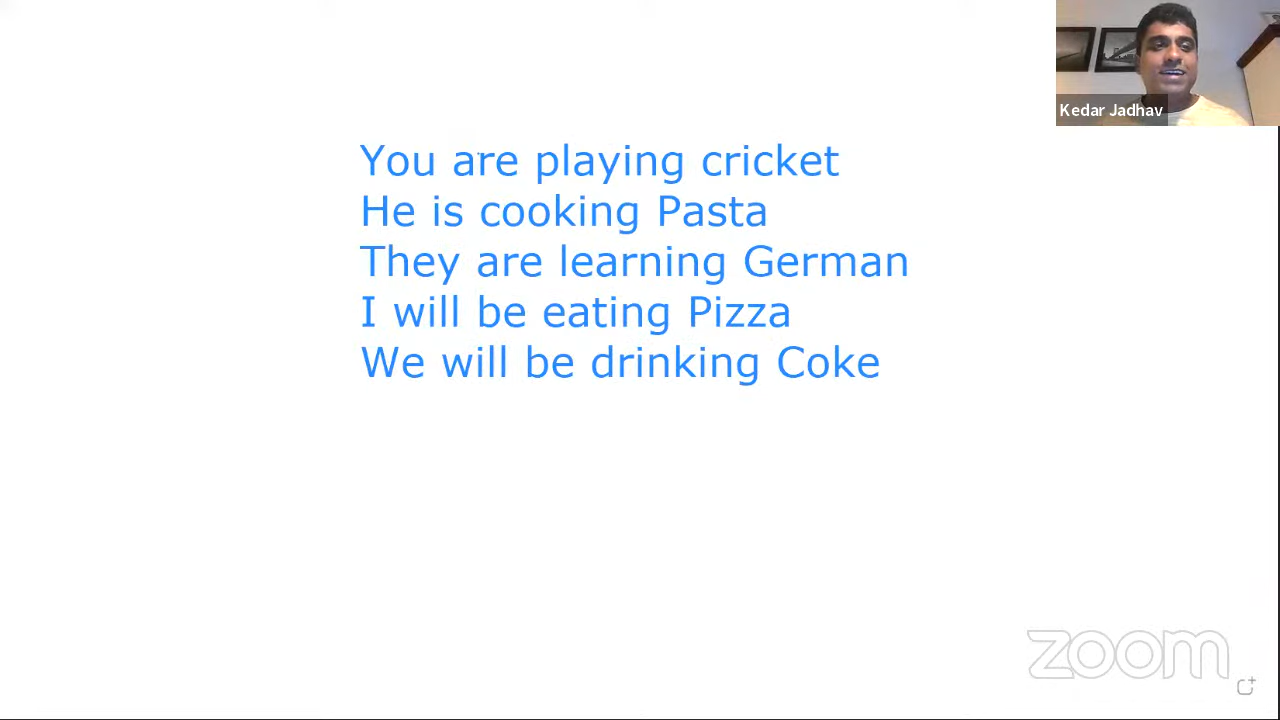 Kedar Jadhav
You are playing cricket
He is cooking Pasta
They are learning German
I will be eating Pizza
We will be drinking Coke
zoom